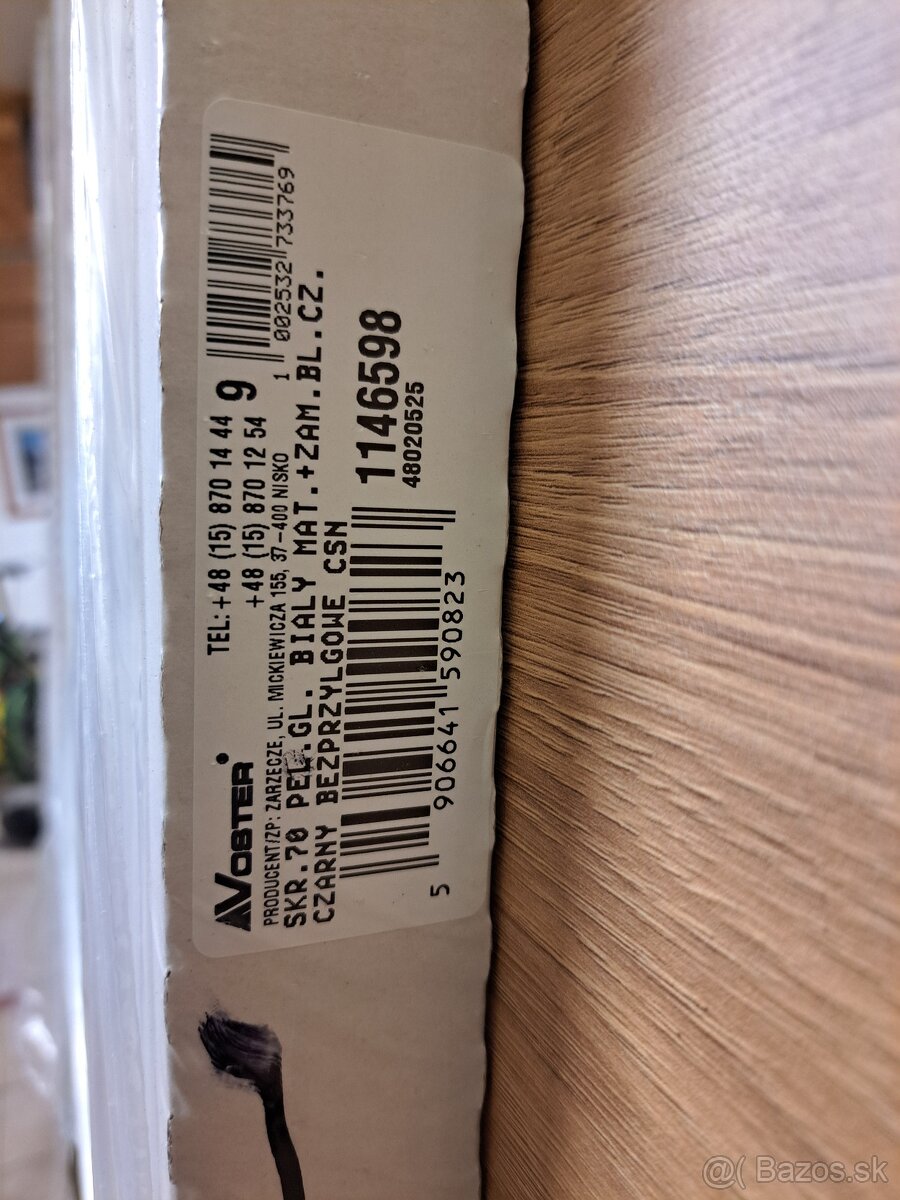 VOSTER
TEL:+48 (15) 870 14 44
+48 (15) 870 12 54
9
1 002532 733769
PRODUCENT/ZP: ZARZECZE, UL. MICKIEWICZA 155, 37-400 NISKO
SKR.70 PEŁ.GL. BIALY MAT.+ZAM.BL.CZ.
CZARNY BEZPRZYLGOWE CSN
5 906641 590823
1146598
48020525
@( Bazos.sk